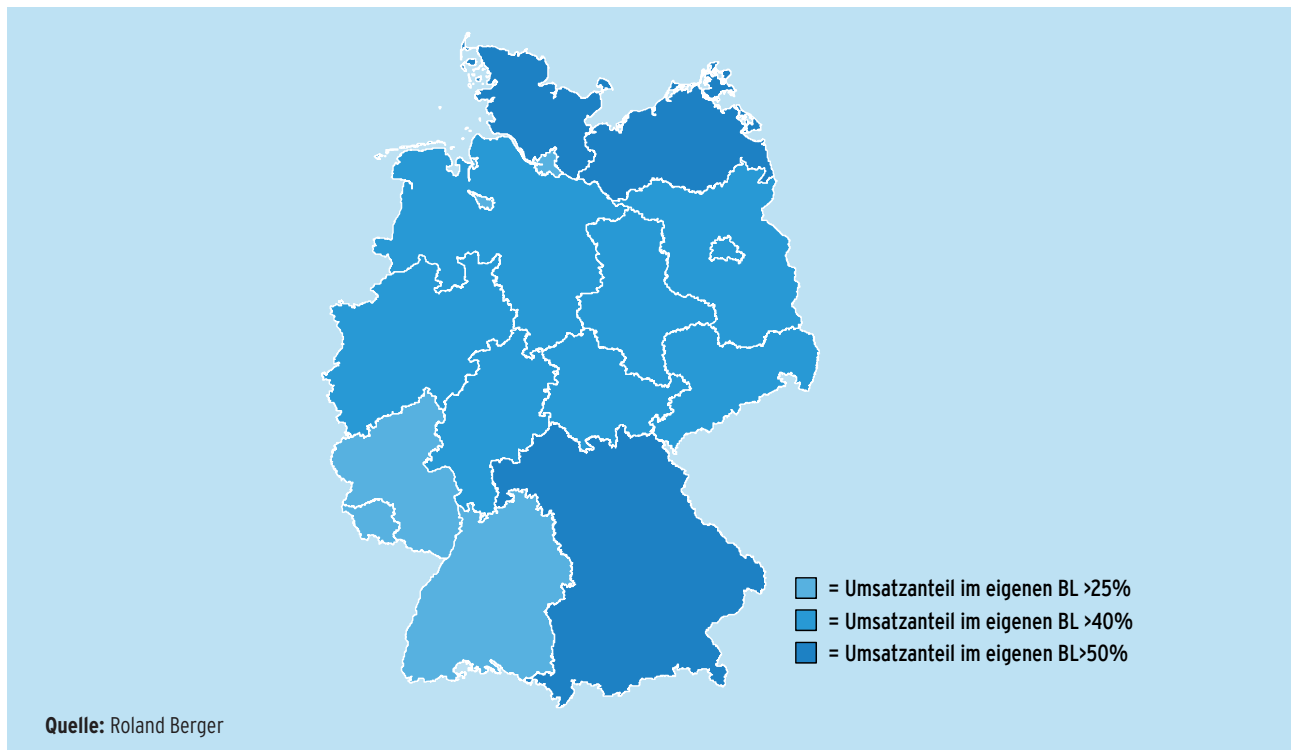 = Umsatzanteil im eigenen BL >25%
= Umsatzanteil im eigenen BL >40%
= Umsatzanteil im eigenen BL>50%
Quelle: Roland Berger